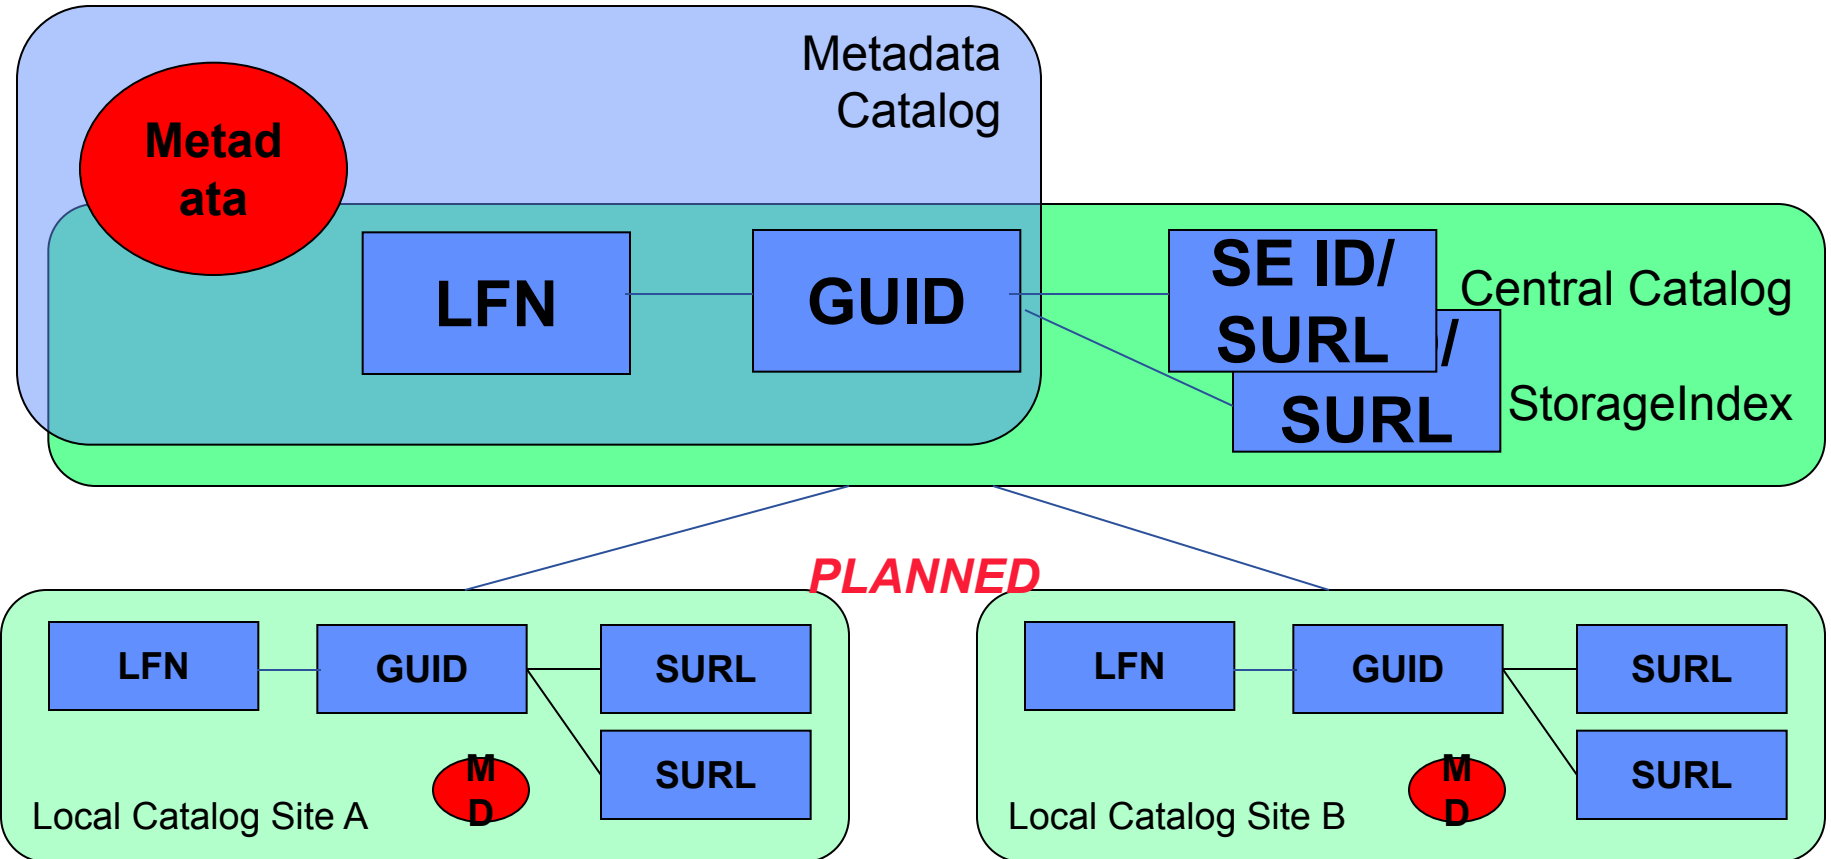 Metadata
Catalog
Metad
ata
LFN
GUID
SE ID/
SURL
/
SURL
Central Catalog
StorageIndex
PLANNED
LFN
GUID
SURL
SURL
M
D
Local Catalog Site A
LFN
GUID
SURL
SURL
M
D
Local Catalog Site B